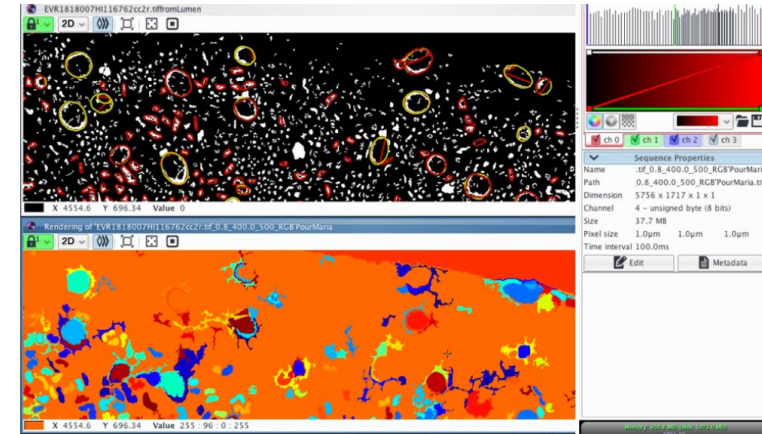 EVR1818007HI116762cc2r.tiffromLumen
2D
X 4554.6 Y 696.34 Value 0
Rendering of 'EVR1818007HI116762cc2r.tif_0.8_400.0_500_RGB'PourMaria
2D
X 4554.6 Y 696.34 Value 255 : 96 : 0 : 255
ch 0 ch 1 ch 2 ch 3
Sequence Properties
Name .tif_0.8_400.0_500_RGB'PourMari
Path 0.8_400.0_500_RGB'PourMaria.ti
Dimension 5756 x 1717 x 1 x 1
Channel 4 - unsigned byte (8 bits)
Size 37.7 MB
Pixel size 1.0µm 1.0µm 1.0µm
Time interval 100.0ms
Edit Metadata